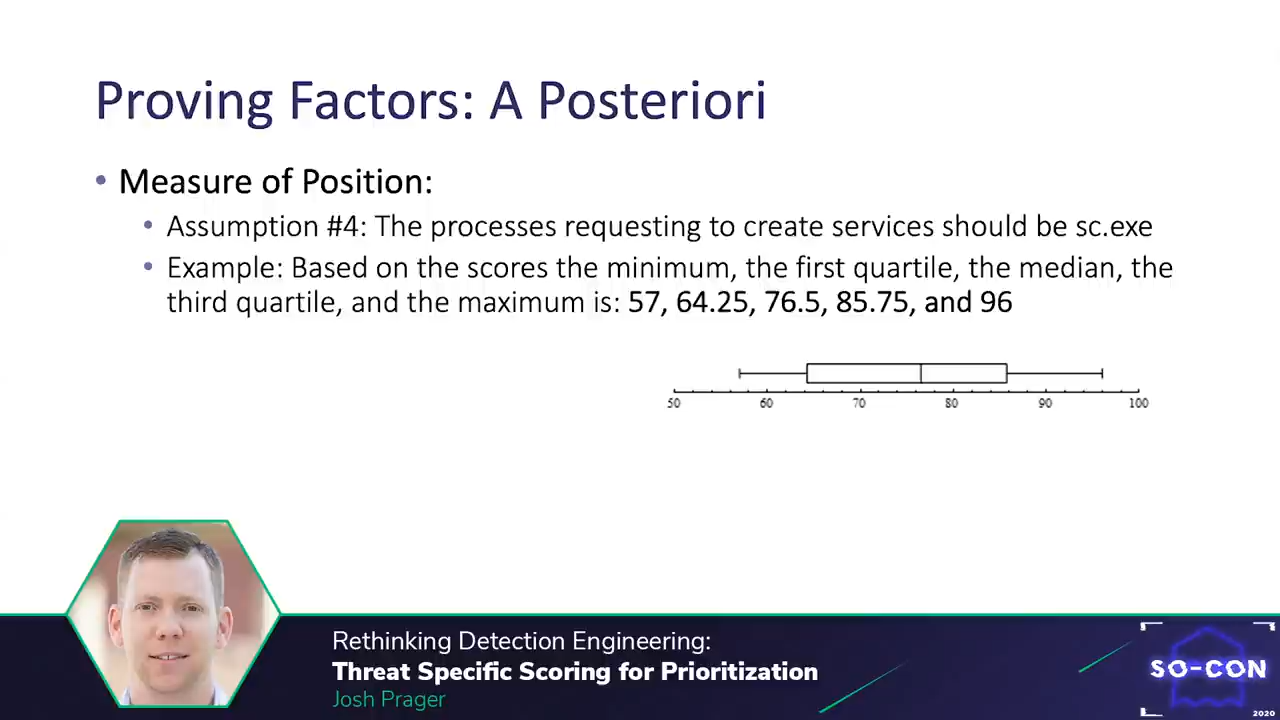 Proving Factors: A Posteriori
• Measure of Position:
• Assumption #4: The processes requesting to create services should be sc.exe
• Example: Based on the scores the minimum, the first quartile, the median, the
third quartile, and the maximum is: 57, 64.25, 76.5, 85.75, and 96
50 60 70 80 90 100
Rethinking Detection Engineering:
Threat Specific Scoring for Prioritization
Josh Prager
SO-CON
2020